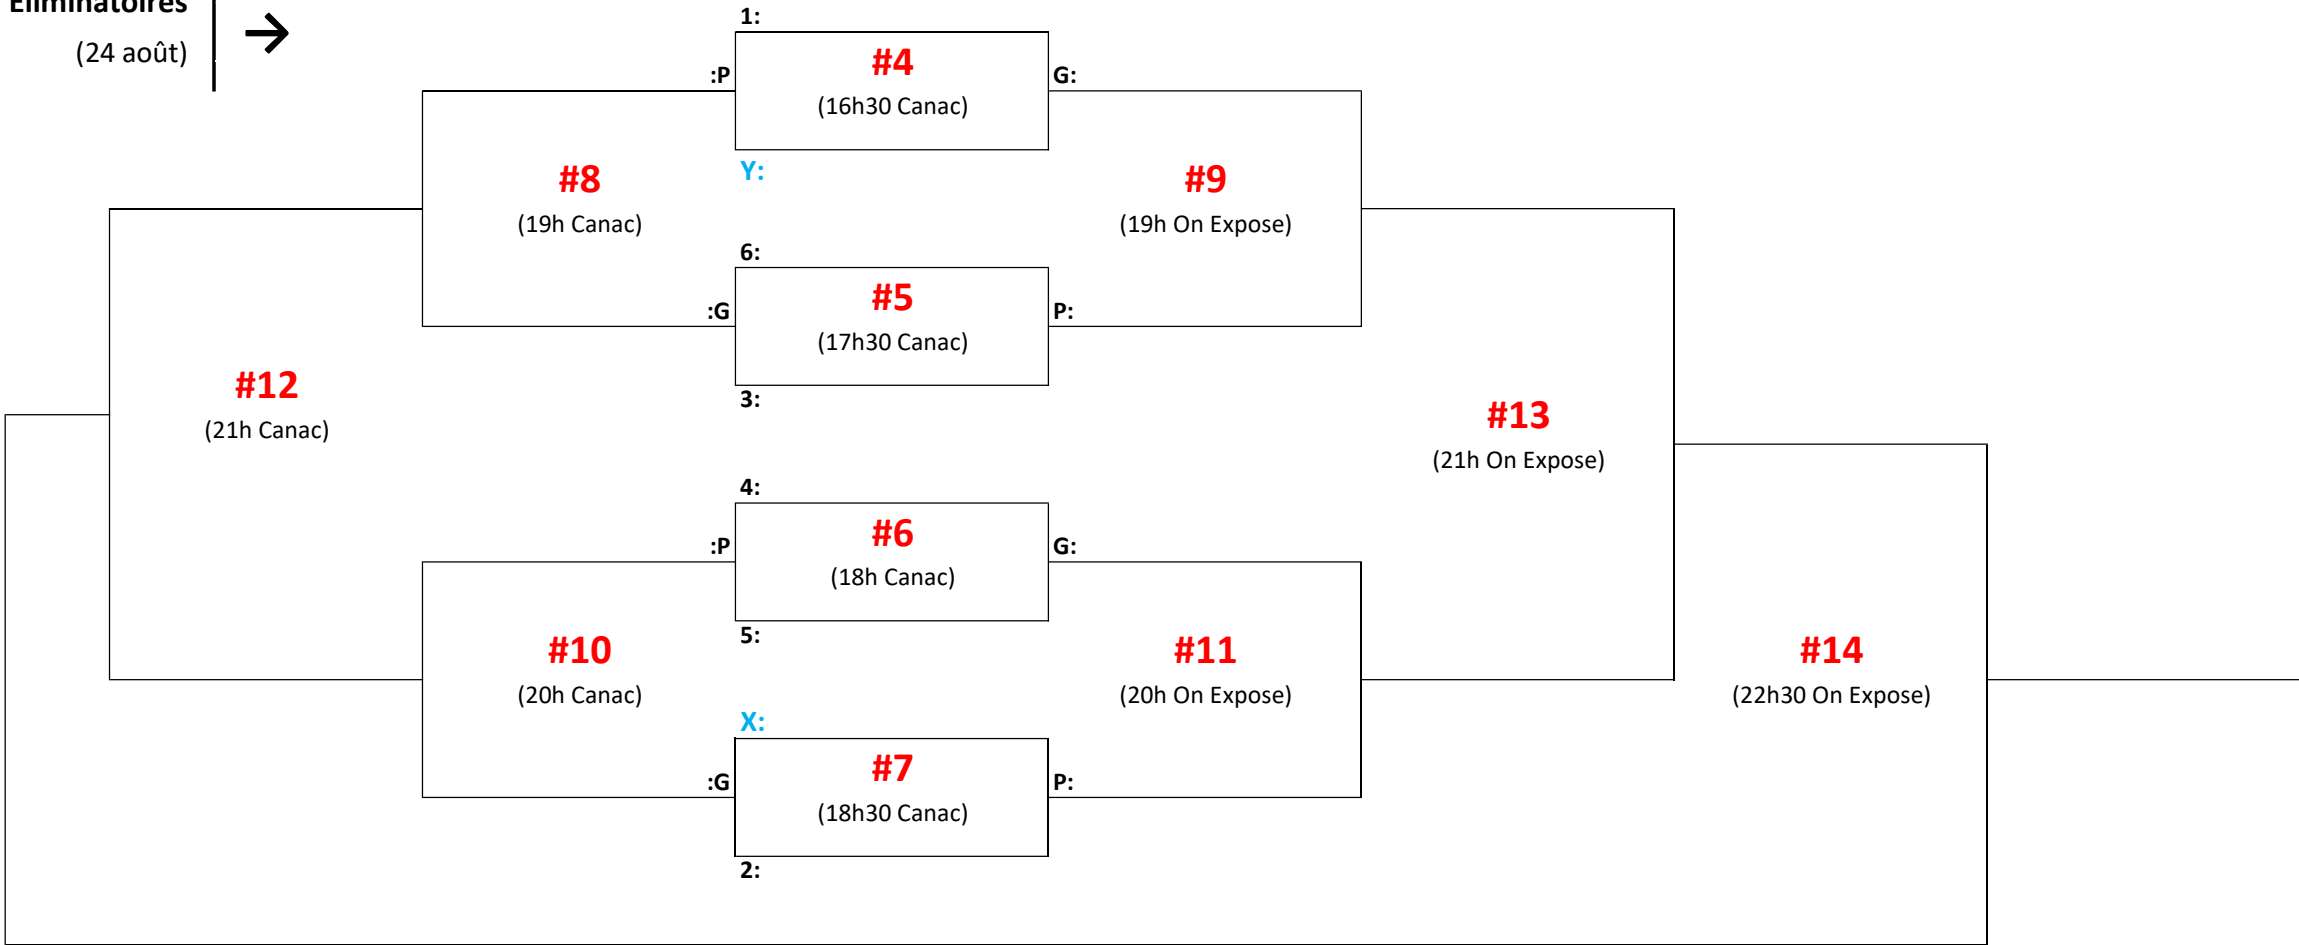 Éliminatoires
(24 août)
1:
:P
#4
G:
(16h30 Canac)
Y:
#8
(19h Canac)
#9
(19h On Expose)
6:
:G
#5
P:
(17h30 Canac)
3:
#12
(21h Canac)
#13
(21h On Expose)
4:
:P
#6
G:
(18h Canac)
5:
#10
(20h Canac)
#11
(20h On Expose)
#14
(22h30 On Expose)
X:
:G
#7
P:
(18h30 Canac)
2: